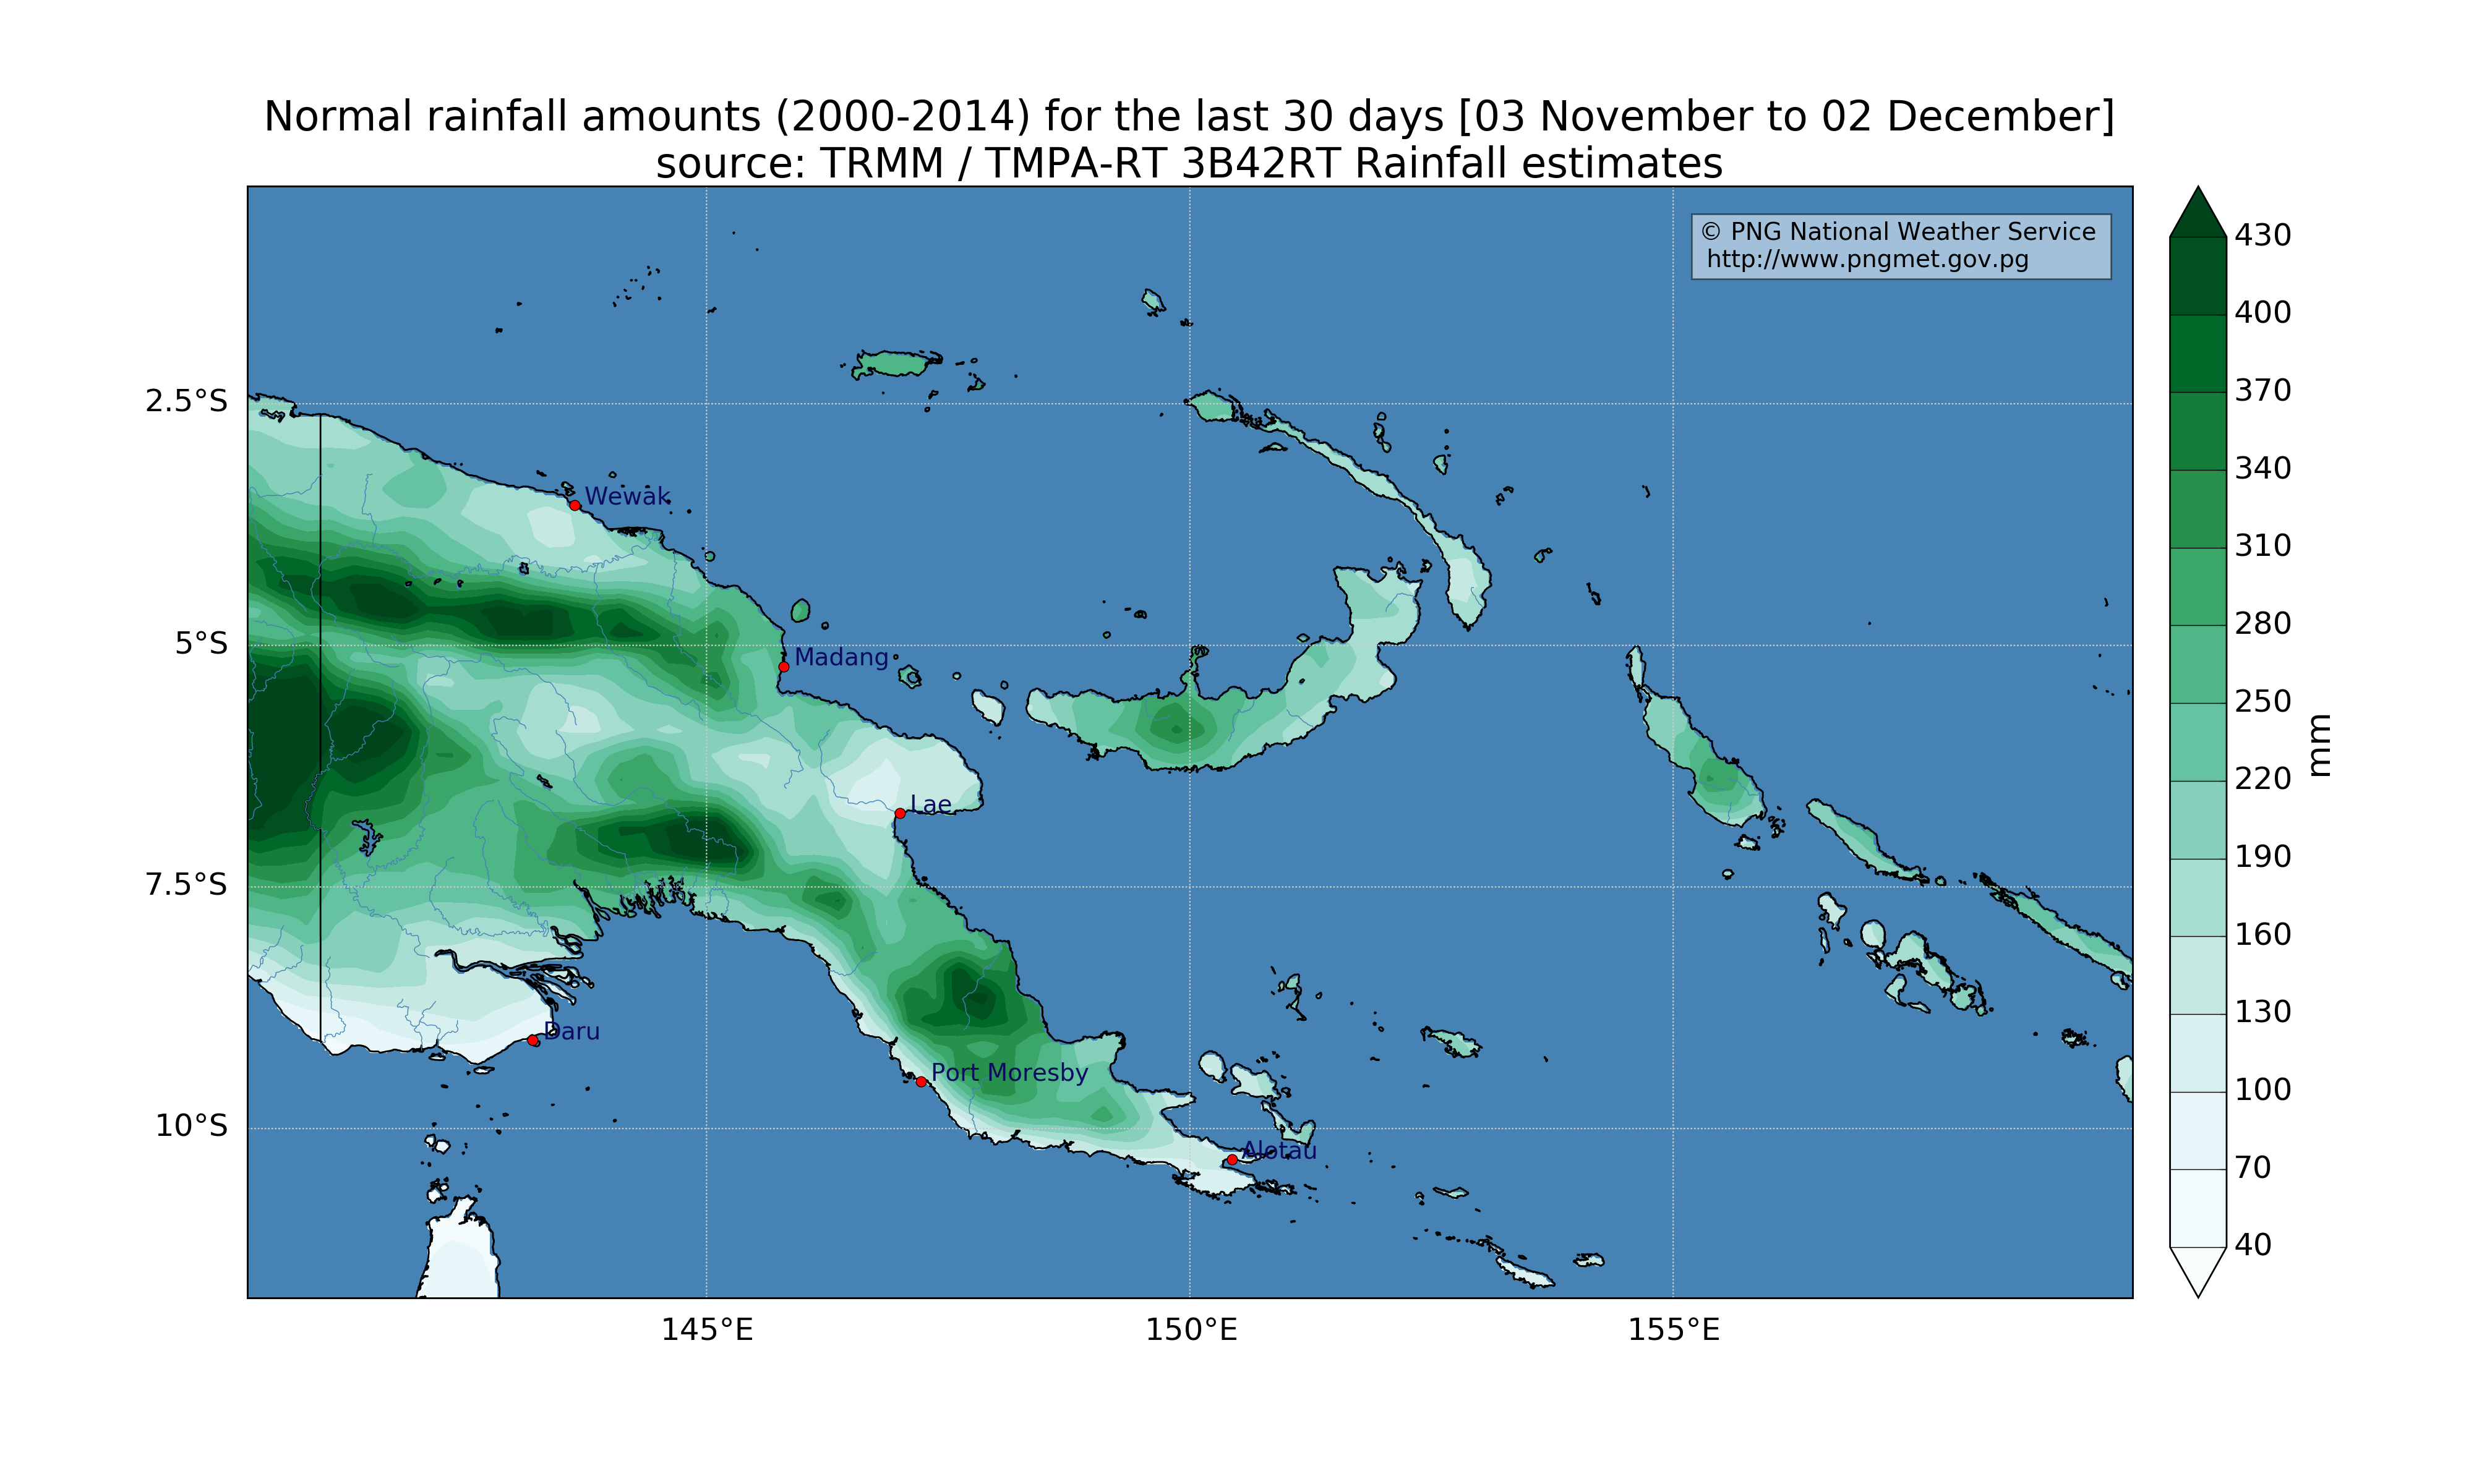 Normal rainfall amounts (2000-2014) for the last 30 days [03 November to 02 December]
source: TRMM / TMPA-RT 3B42RT Rainfall estimates
© PNG National Weather Service
http://www.pngmet.gov.pg
430
400
370
340
310
280
250
220
190
160
130
100
70
40
mm
2.5°S
5°S
7.5°S
10°S
Wewak
Madang
Lae
Daru
Port Moresby
Alotau
145°E
150°E
155°E